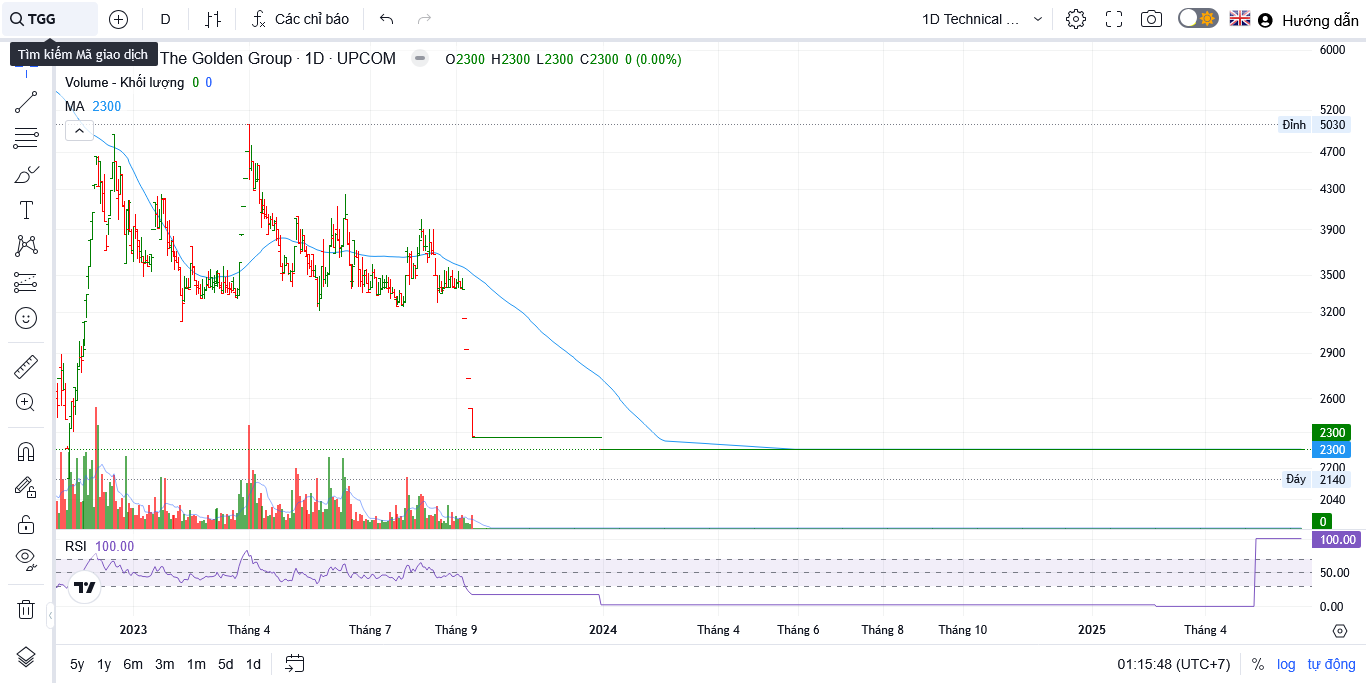 TGG
D
Các chỉ báo
1D Technical ...
Hướng dẫn
Tìm kiếm Mã giao dịch
The Golden Group · 1D · UPCOM
O2300 H2300 L2300 C2300 0 (0.00%)
Volume - Khối lượng 0 0
MA 2300
6000
5200
Đỉnh 5030
4700
4300
3900
3500
3200
2900
2600
2300
2300
2200
Đáy 2140
2040
0
RSI 100.00
100.00
50.00
0.00
2023 Tháng 4 Tháng 7 Tháng 9 2024 Tháng 4 Tháng 6 Tháng 8 Tháng 10 2025 Tháng 4
5y 1y 6m 3m 1m 5d 1d
01:15:48 (UTC+7) % log tự động